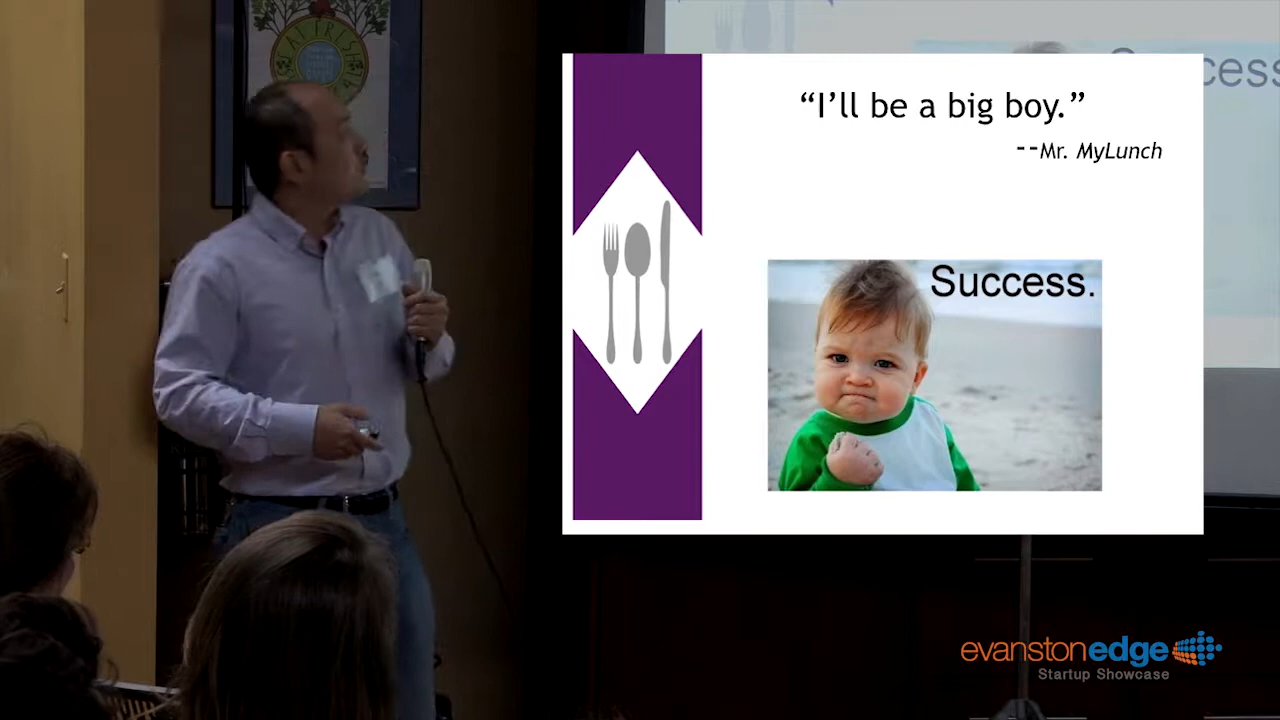 “I’ll be a big boy.”
--Mr. MyLunch
Success.
evanstonedge
Startup Showcase